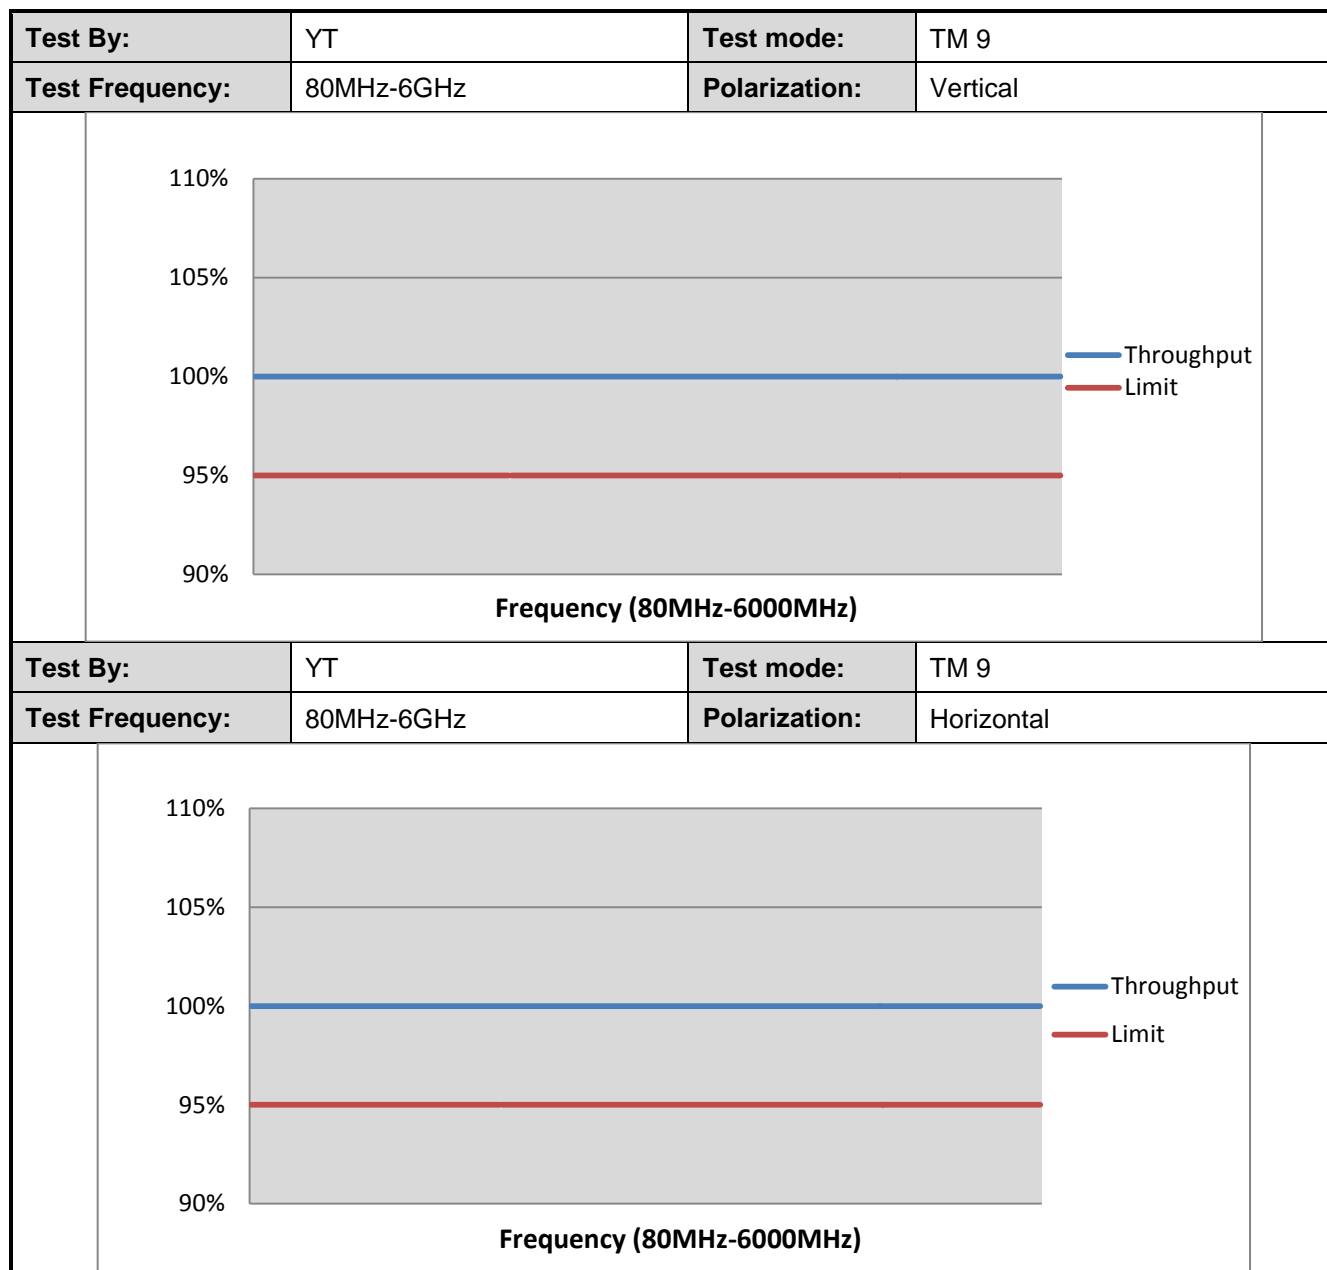 Test By: YT Test mode: TM 9
Test Frequency: 80MHz-6GHz Polarization: Vertical
110%
105%
100%
95%
90%
Throughput
Limit
Frequency (80MHz-6000MHz)
Test By: YT Test mode: TM 9
Test Frequency: 80MHz-6GHz Polarization: Horizontal
110%
105%
100%
95%
90%
Throughput
Limit
Frequency (80MHz-6000MHz)